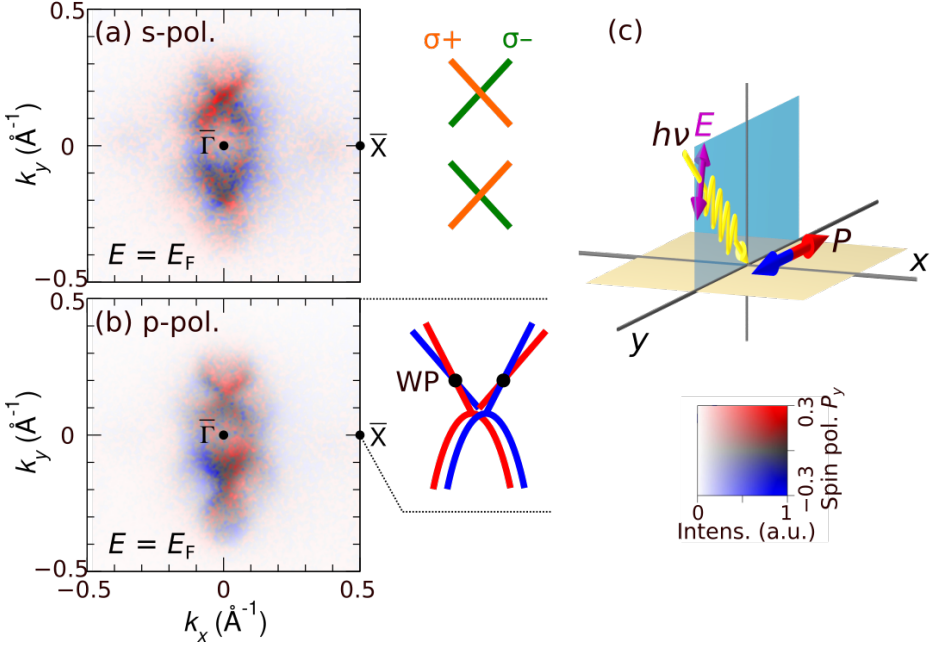 (a) s-pol.
0.5
0
−0.5
k_y (Å⁻¹)
Γ̅
X̅
E = E_F
σ+
σ−
(b) p-pol.
0.5
0
−0.5
k_y (Å⁻¹)
Γ̅
X̅
E = E_F
−0.5
0
0.5
k_x (Å⁻¹)
WP
(c)
hν
E
P
x
y
0.3
−0.3
Spin pol. P_y
0
1
Intens. (a.u.)